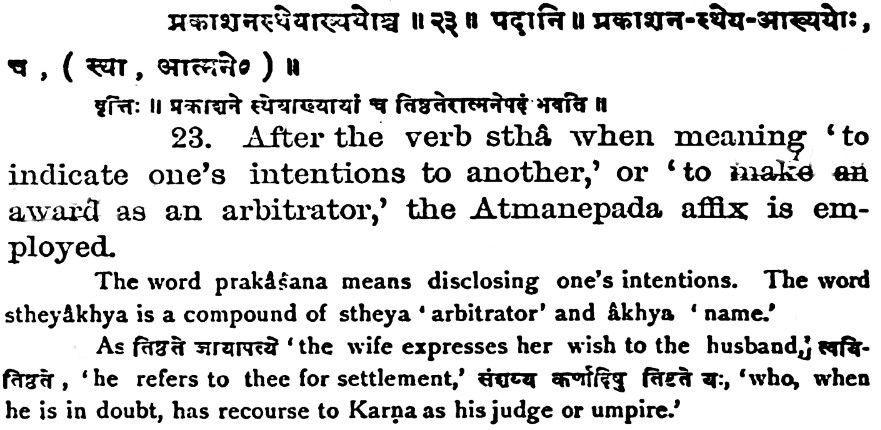 प्रकाशनस्थेयाख्ययोश्च ॥ २३ ॥ पदानि ॥ प्रकाशन-स्थेय-आख्ययोः,
च , ( स्था , आत्मने० ) ॥
वृत्तिः ॥ प्रकाशने स्थेयाख्यायां च तिष्ठतेरात्मनेपदं भवति ॥
23. After the verb sthâ when meaning ‘to
indicate one’s intentions to another,’ or ‘to make an
award as an arbitrator,’ the Atmanepada affix is em-
ployed.
The word prakâśana means disclosing one’s intentions. The word
stheyâkhya is a compound of stheya ‘arbitrator’ and âkhya ‘name.’
As तिष्ठते जायापत्ये ‘the wife expresses her wish to the husband,’ त्वयि-
तिष्ठते , ‘he refers to thee for settlement,’ संशय्य कर्णादिषु तिष्टते यः, ‘who, when
he is in doubt, has recourse to Karṇa as his judge or umpire.’